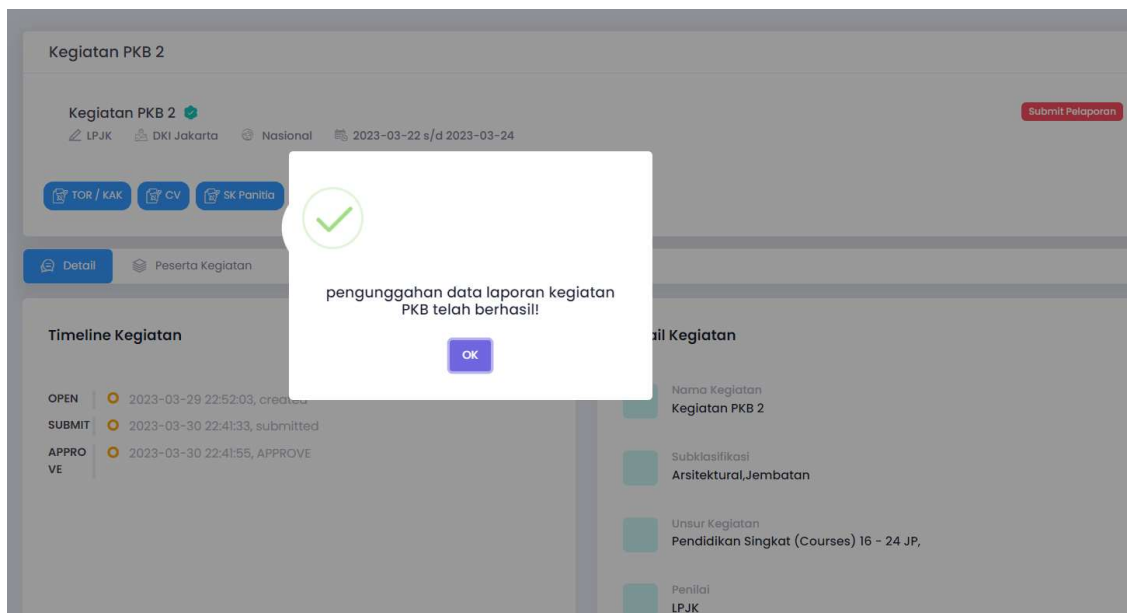 Kegiatan PKB 2
Kegiatan PKB 2
LPJK DKI Jakarta Nasional 2023-03-22 s/d 2023-03-24
Submit Pelaporan
TOR / KAK CV SK Panitia
Detail Peserta Kegiatan
pengunggahan data laporan kegiatan
PKB telah berhasil!
OK
Timeline Kegiatan
OPEN 2023-03-29 22:52:03, created
SUBMIT 2023-03-30 22:41:33, submitted
APPRO 2023-03-30 22:41:55, APPROVE
VE
ail Kegiatan
Nama Kegiatan
Kegiatan PKB 2
Subklasifikasi
Arsitektural,Jembatan
Unsur Kegiatan
Pendidikan Singkat (Courses) 16 - 24 JP,
Penilai
LPJK